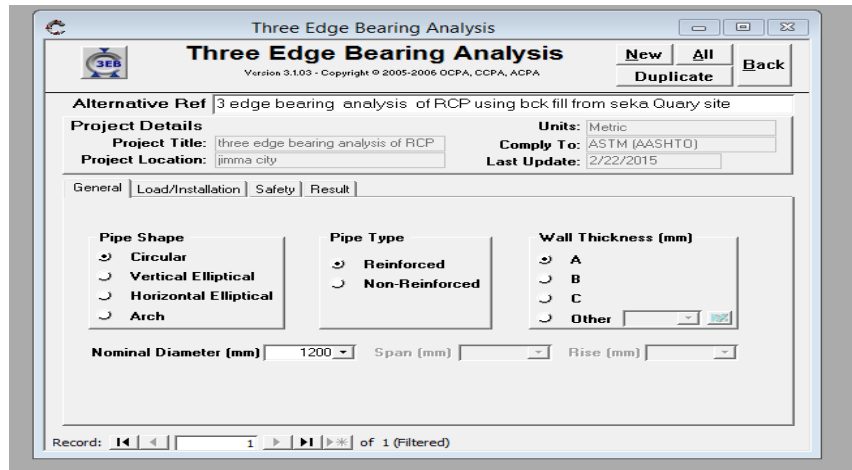 Three Edge Bearing Analysis
3EB
Three Edge Bearing Analysis
Version 3.1.03 - Copyright © 2005-2006 OCPA, CCPA, ACPA
New All
Duplicate
Back
Alternative Ref 3 edge bearing analysis of RCP using bck fill from seka Quary site
Project Details
Project Title: three edge bearing analysis of RCP
Project Location: jimma city
Units: Metric
Comply To: ASTM (AASHTO)
Last Update: 2/22/2015
General Load/Installation Safety Result
Pipe Shape
Circular
Vertical Elliptical
Horizontal Elliptical
Arch
Pipe Type
Reinforced
Non-Reinforced
Wall Thickness (mm)
A
B
C
Other
Nominal Diameter (mm) 1200 Span (mm) Rise (mm)
Record: 1 of 1 (Filtered)